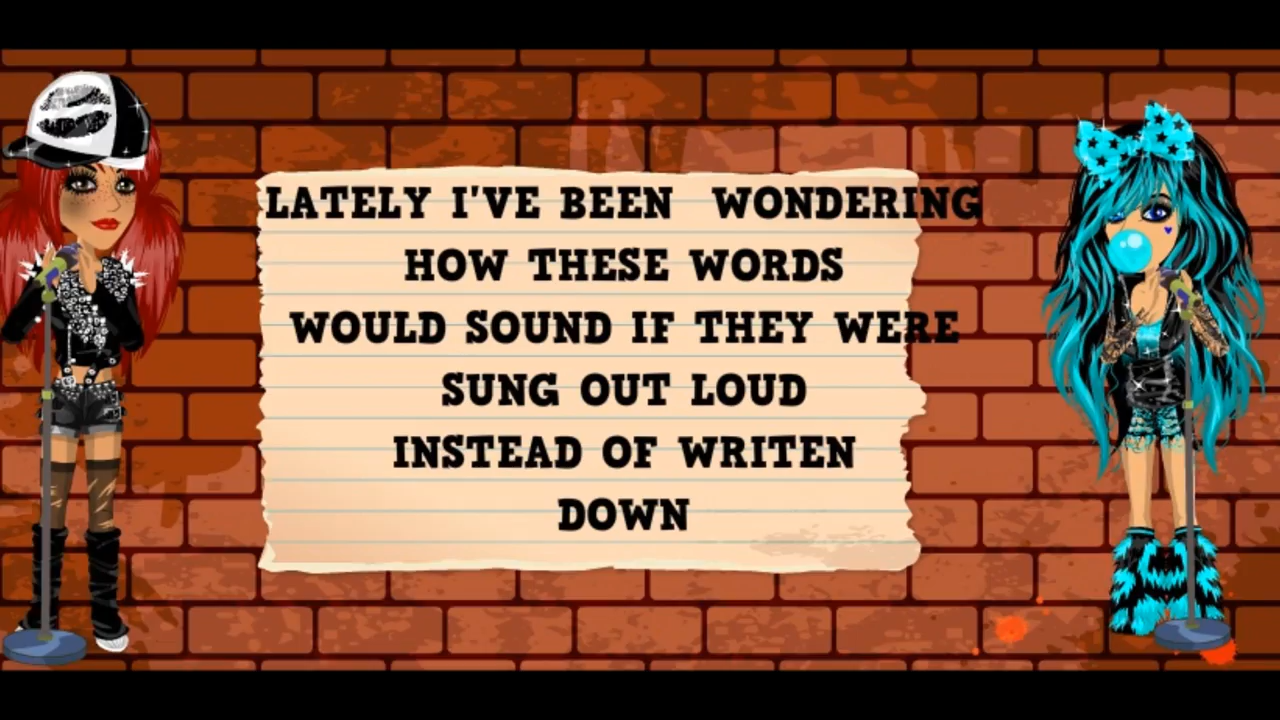 LATELY I'VE BEEN WONDERING
HOW THESE WORDS
WOULD SOUND IF THEY WERE
SUNG OUT LOUD
INSTEAD OF WRITEN
DOWN